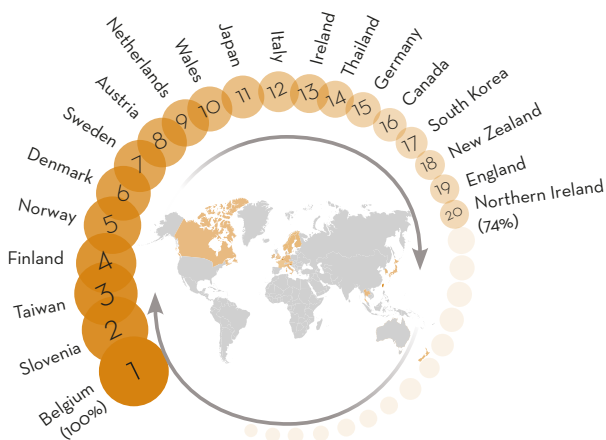 1
Belgium
(100%)
2
Slovenia
3
Taiwan
4
Finland
5
Norway
6
Denmark
7
Sweden
8
Austria
9
Netherlands
10
Wales
11
Japan
12
Italy
13
Ireland
14
Thailand
15
Germany
16
Canada
17
South Korea
18
New Zealand
19
England
20
Northern Ireland
(74%)